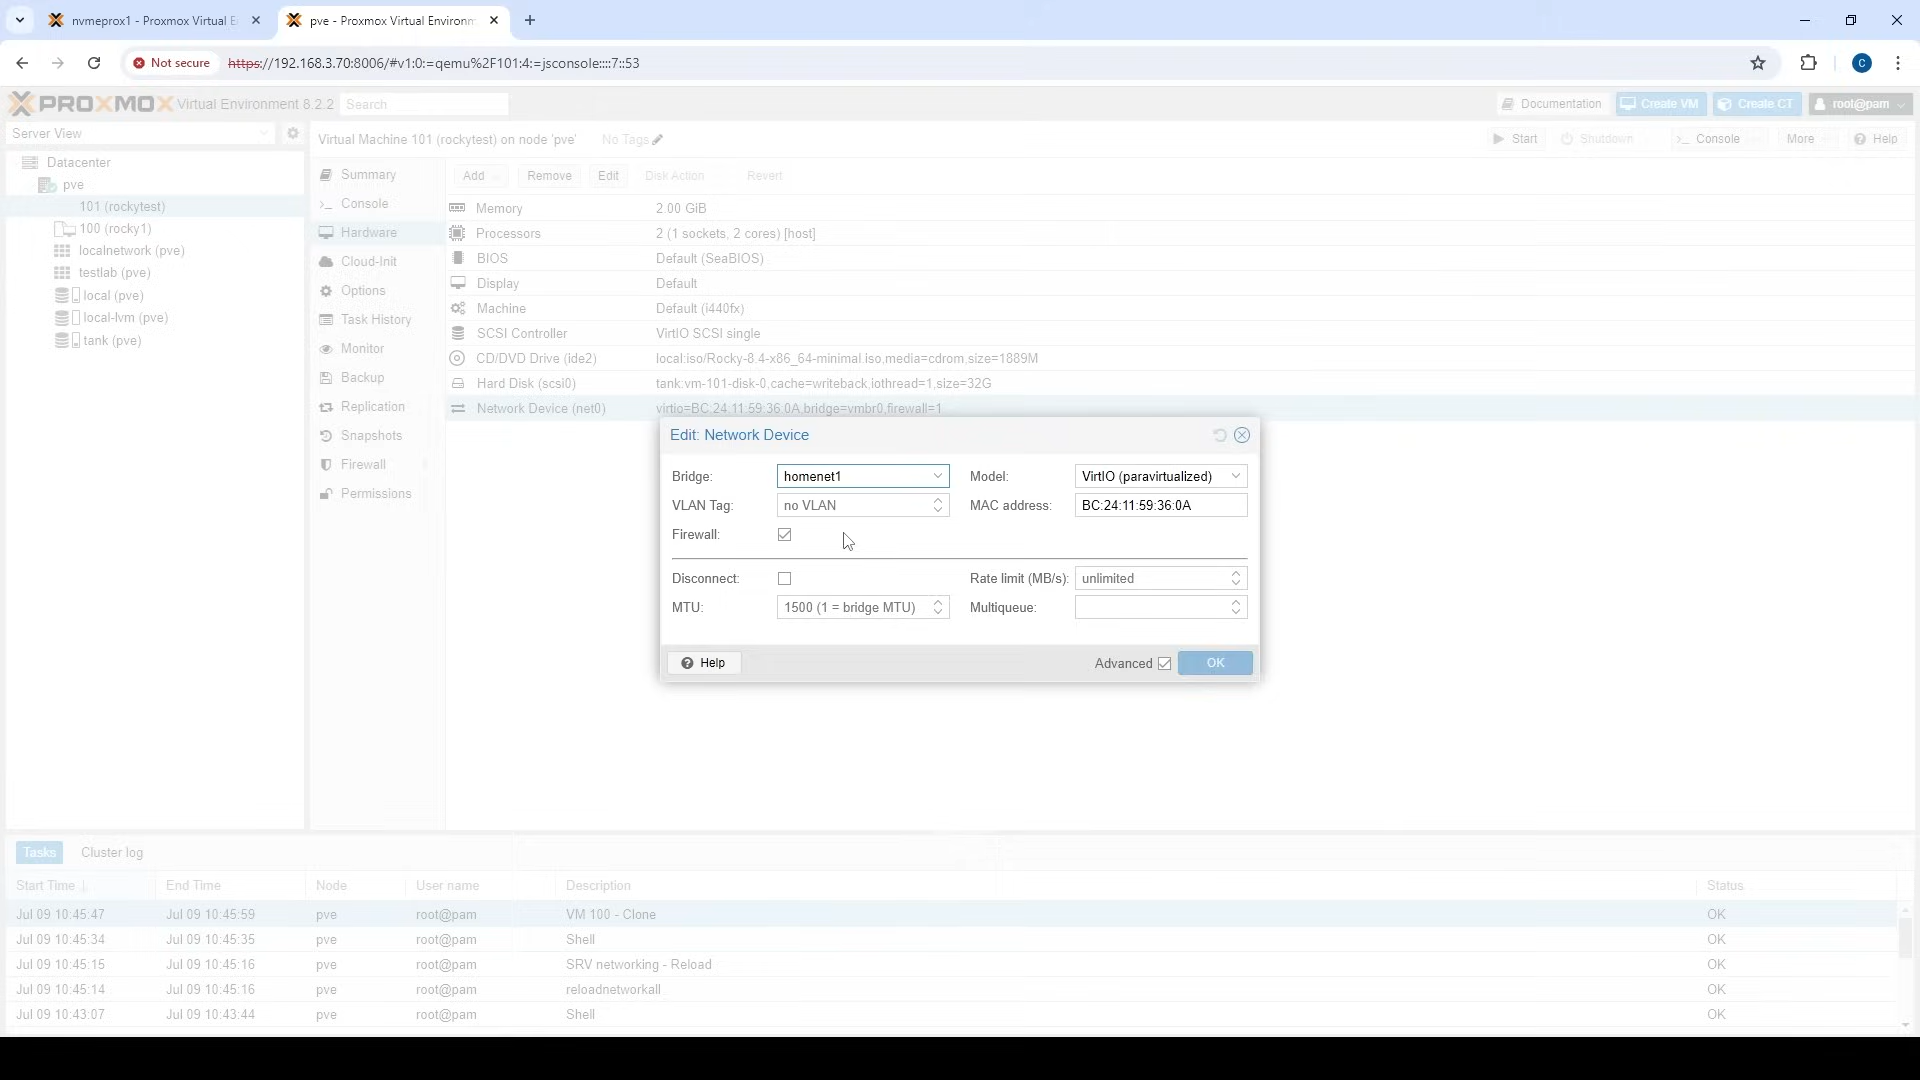 nvmeprox1 - Proxmox Virtual E
pve - Proxmox Virtual Environm
Not secure
https://192.168.3.70:8006/#v1:0:=qemu%2F101:4:=jsconsole::::7::53
C
PROXMOX Virtual Environment 8.2.2
Search
Documentation
Create VM
Create CT
root@pam
Server View
Virtual Machine 101 (rockytest) on node 'pve'
No Tags
Start
Shutdown
Console
More
Help
Datacenter
pve
101 (rockytest)
100 (rocky1)
localnetwork (pve)
testlab (pve)
local (pve)
local-lvm (pve)
tank (pve)
Summary
Console
Hardware
Cloud-Init
Options
Task History
Monitor
Backup
Replication
Snapshots
Firewall
Permissions
Add
Remove
Edit
Disk Action
Revert
Memory 2.00 GiB
Processors 2 (1 sockets, 2 cores) [host]
BIOS Default (SeaBIOS)
Display Default
Machine Default (i440fx)
SCSI Controller VirtIO SCSI single
CD/DVD Drive (ide2) local:iso/Rocky-8.4-x86_64-minimal.iso,media=cdrom,size=1889M
Hard Disk (scsi0) tank:vm-101-disk-0,cache=writeback,iothread=1,size=32G
Network Device (net0) virtio=BC:24:11:59:36:0A,bridge=vmbr0,firewall=1
Edit: Network Device
Bridge: homenet1
Model: VirtIO (paravirtualized)
VLAN Tag: no VLAN
MAC address: BC:24:11:59:36:0A
Firewall:
Disconnect:
Rate limit (MB/s): unlimited
MTU: 1500 (1 = bridge MTU)
Multiqueue:
Help
Advanced
OK
Tasks
Cluster log
Start Time End Time Node User name Description Status
Jul 09 10:45:47 Jul 09 10:45:59 pve root@pam VM 100 - Clone OK
Jul 09 10:45:34 Jul 09 10:45:35 pve root@pam Shell OK
Jul 09 10:45:15 Jul 09 10:45:16 pve root@pam SRV networking - Reload OK
Jul 09 10:45:14 Jul 09 10:45:16 pve root@pam reloadnetworkall OK
Jul 09 10:43:07 Jul 09 10:43:44 pve root@pam Shell OK